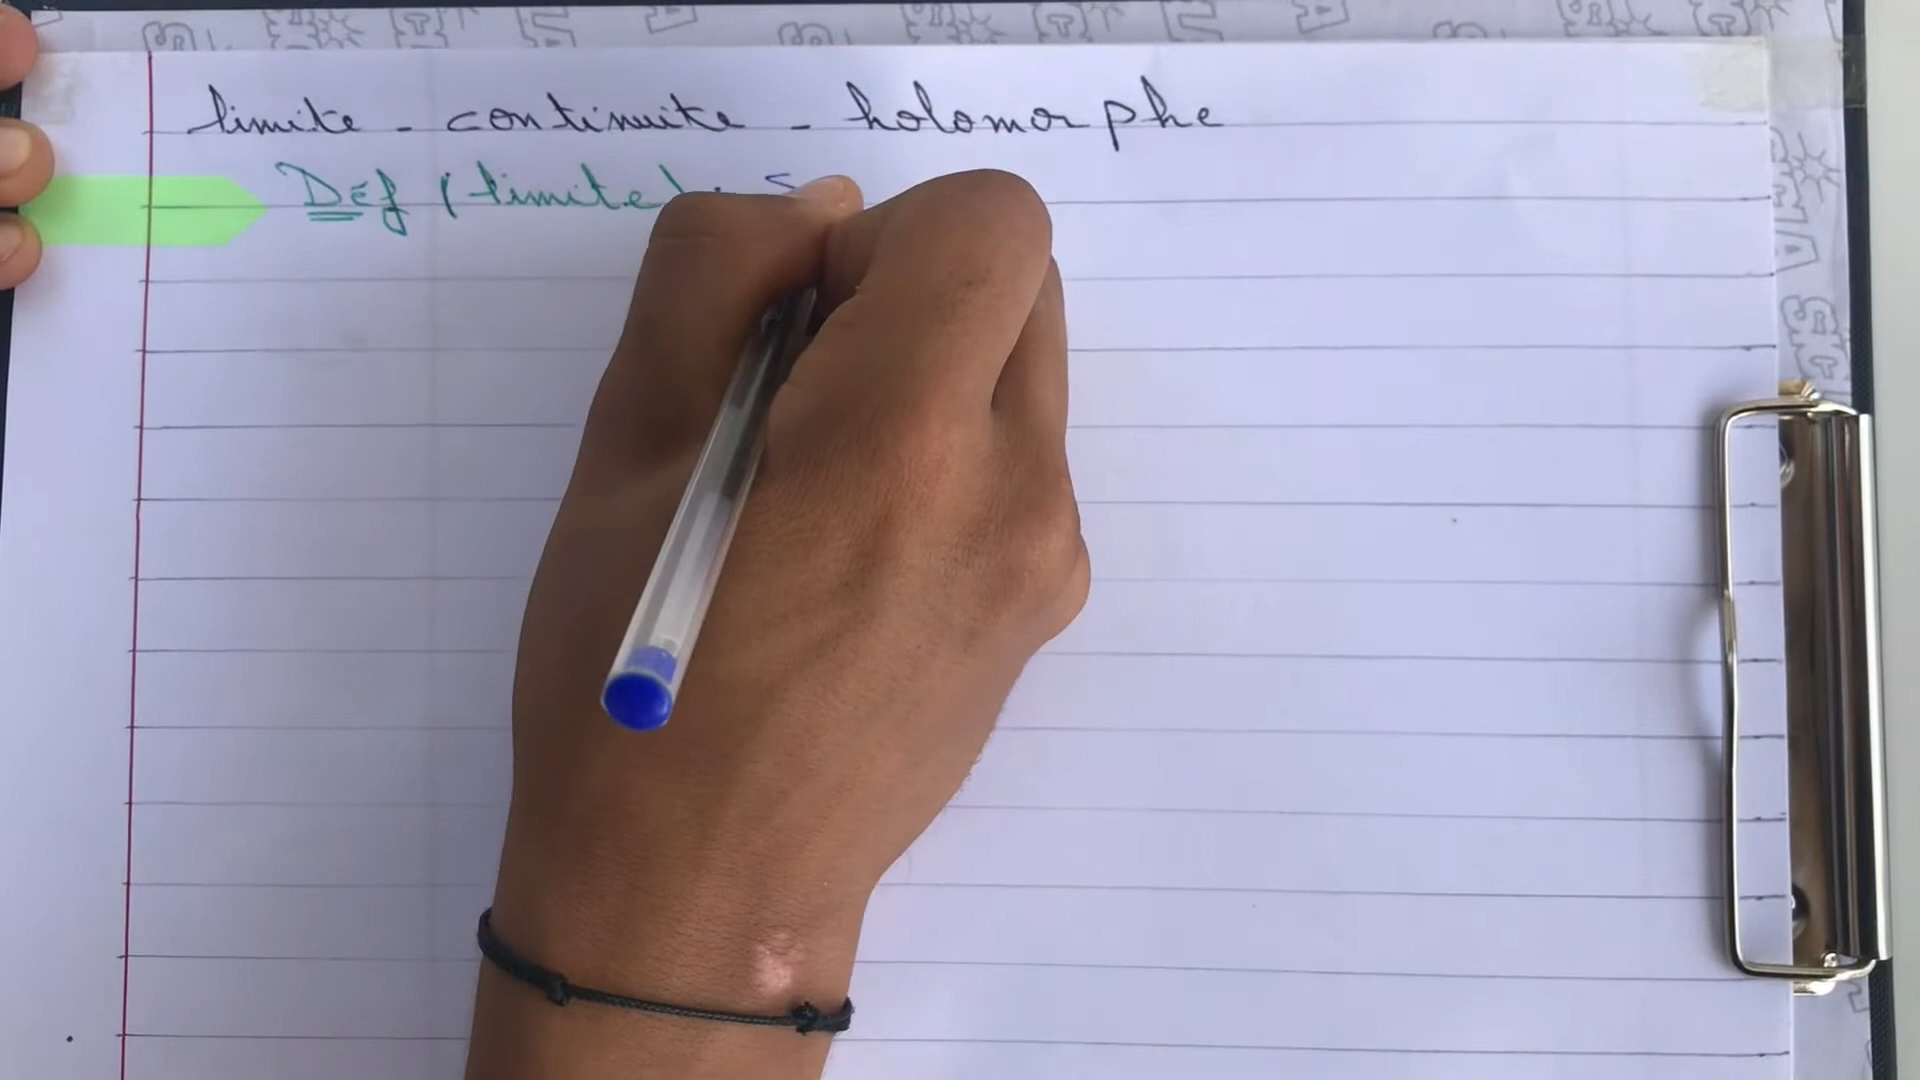 limite - continuite - holomorphe
Déf (limite) :